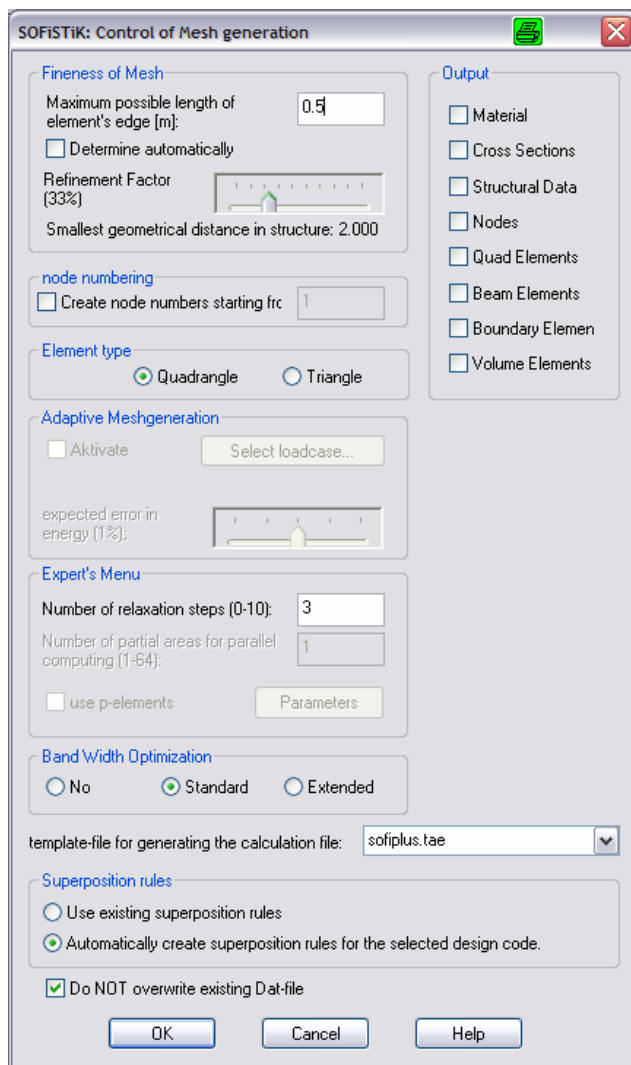 SOFiSTiK: Control of Mesh generation
Fineness of Mesh
Maximum possible length of
element's edge [m]:
0.5
Determine automatically
Refinement Factor
(33%)
Smallest geometrical distance in structure: 2.000
node numbering
Create node numbers starting frc
1
Element type
Quadrangle
Triangle
Adaptive Meshgeneration
Aktivate
Select loadcase...
expected error in
energy (1%):
Expert's Menu
Number of relaxation steps (0-10):
3
Number of partial areas for parallel
computing (1-64):
1
use p-elements
Parameters
Band Width Optimization
No
Standard
Extended
template-file for generating the calculation file:
sofiplus.tae
Superposition rules
Use existing superposition rules
Automatically create superposition rules for the selected design code.
Do NOT overwrite existing Dat-file
OK
Cancel
Help
Output
Material
Cross Sections
Structural Data
Nodes
Quad Elements
Beam Elements
Boundary Elemen
Volume Elements